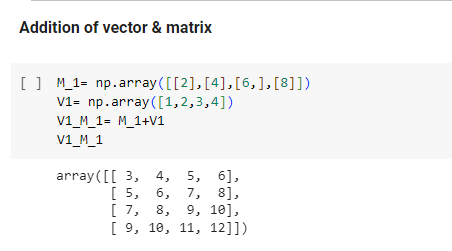 Addition of vector & matrix
[ ] M_1= np.array([[2],[4],[6,],[8]])
V1= np.array([1,2,3,4])
V1_M_1= M_1+V1
V1_M_1
array([[ 3,  4,  5,  6],
       [ 5,  6,  7,  8],
       [ 7,  8,  9, 10],
       [ 9, 10, 11, 12]])